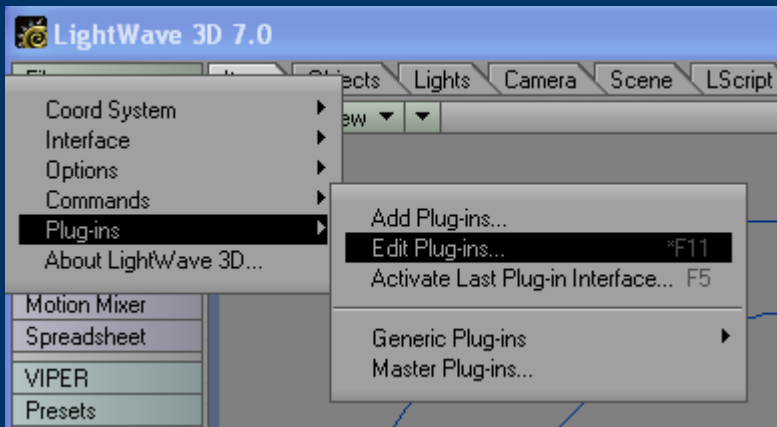 LightWave 3D 7.0
Objects Lights Camera Scene LScript
Coord System
Interface
Options
Commands
Plug-ins
About LightWave 3D...
Add Plug-ins...
Edit Plug-ins... *F11
Activate Last Plug-in Interface... F5
Generic Plug-ins
Master Plug-ins...
Motion Mixer
Spreadsheet
VIPER
Presets